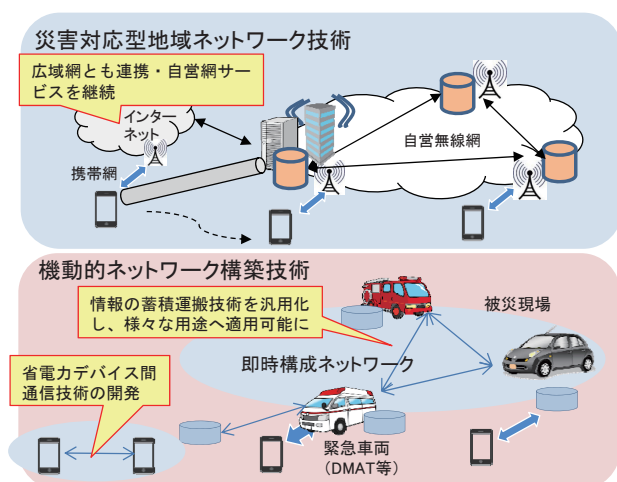 災害対応型地域ネットワーク技術
広域網とも連携・自営網サー
ビスを継続
インター
ネット
自営無線網
携帯網
機動的ネットワーク構築技術
情報の蓄積運搬技術を汎用化
し、様々な用途へ適用可能に
被災現場
即時構成ネットワーク
省電力デバイス間
通信技術の開発
緊急車両
(DMAT等)